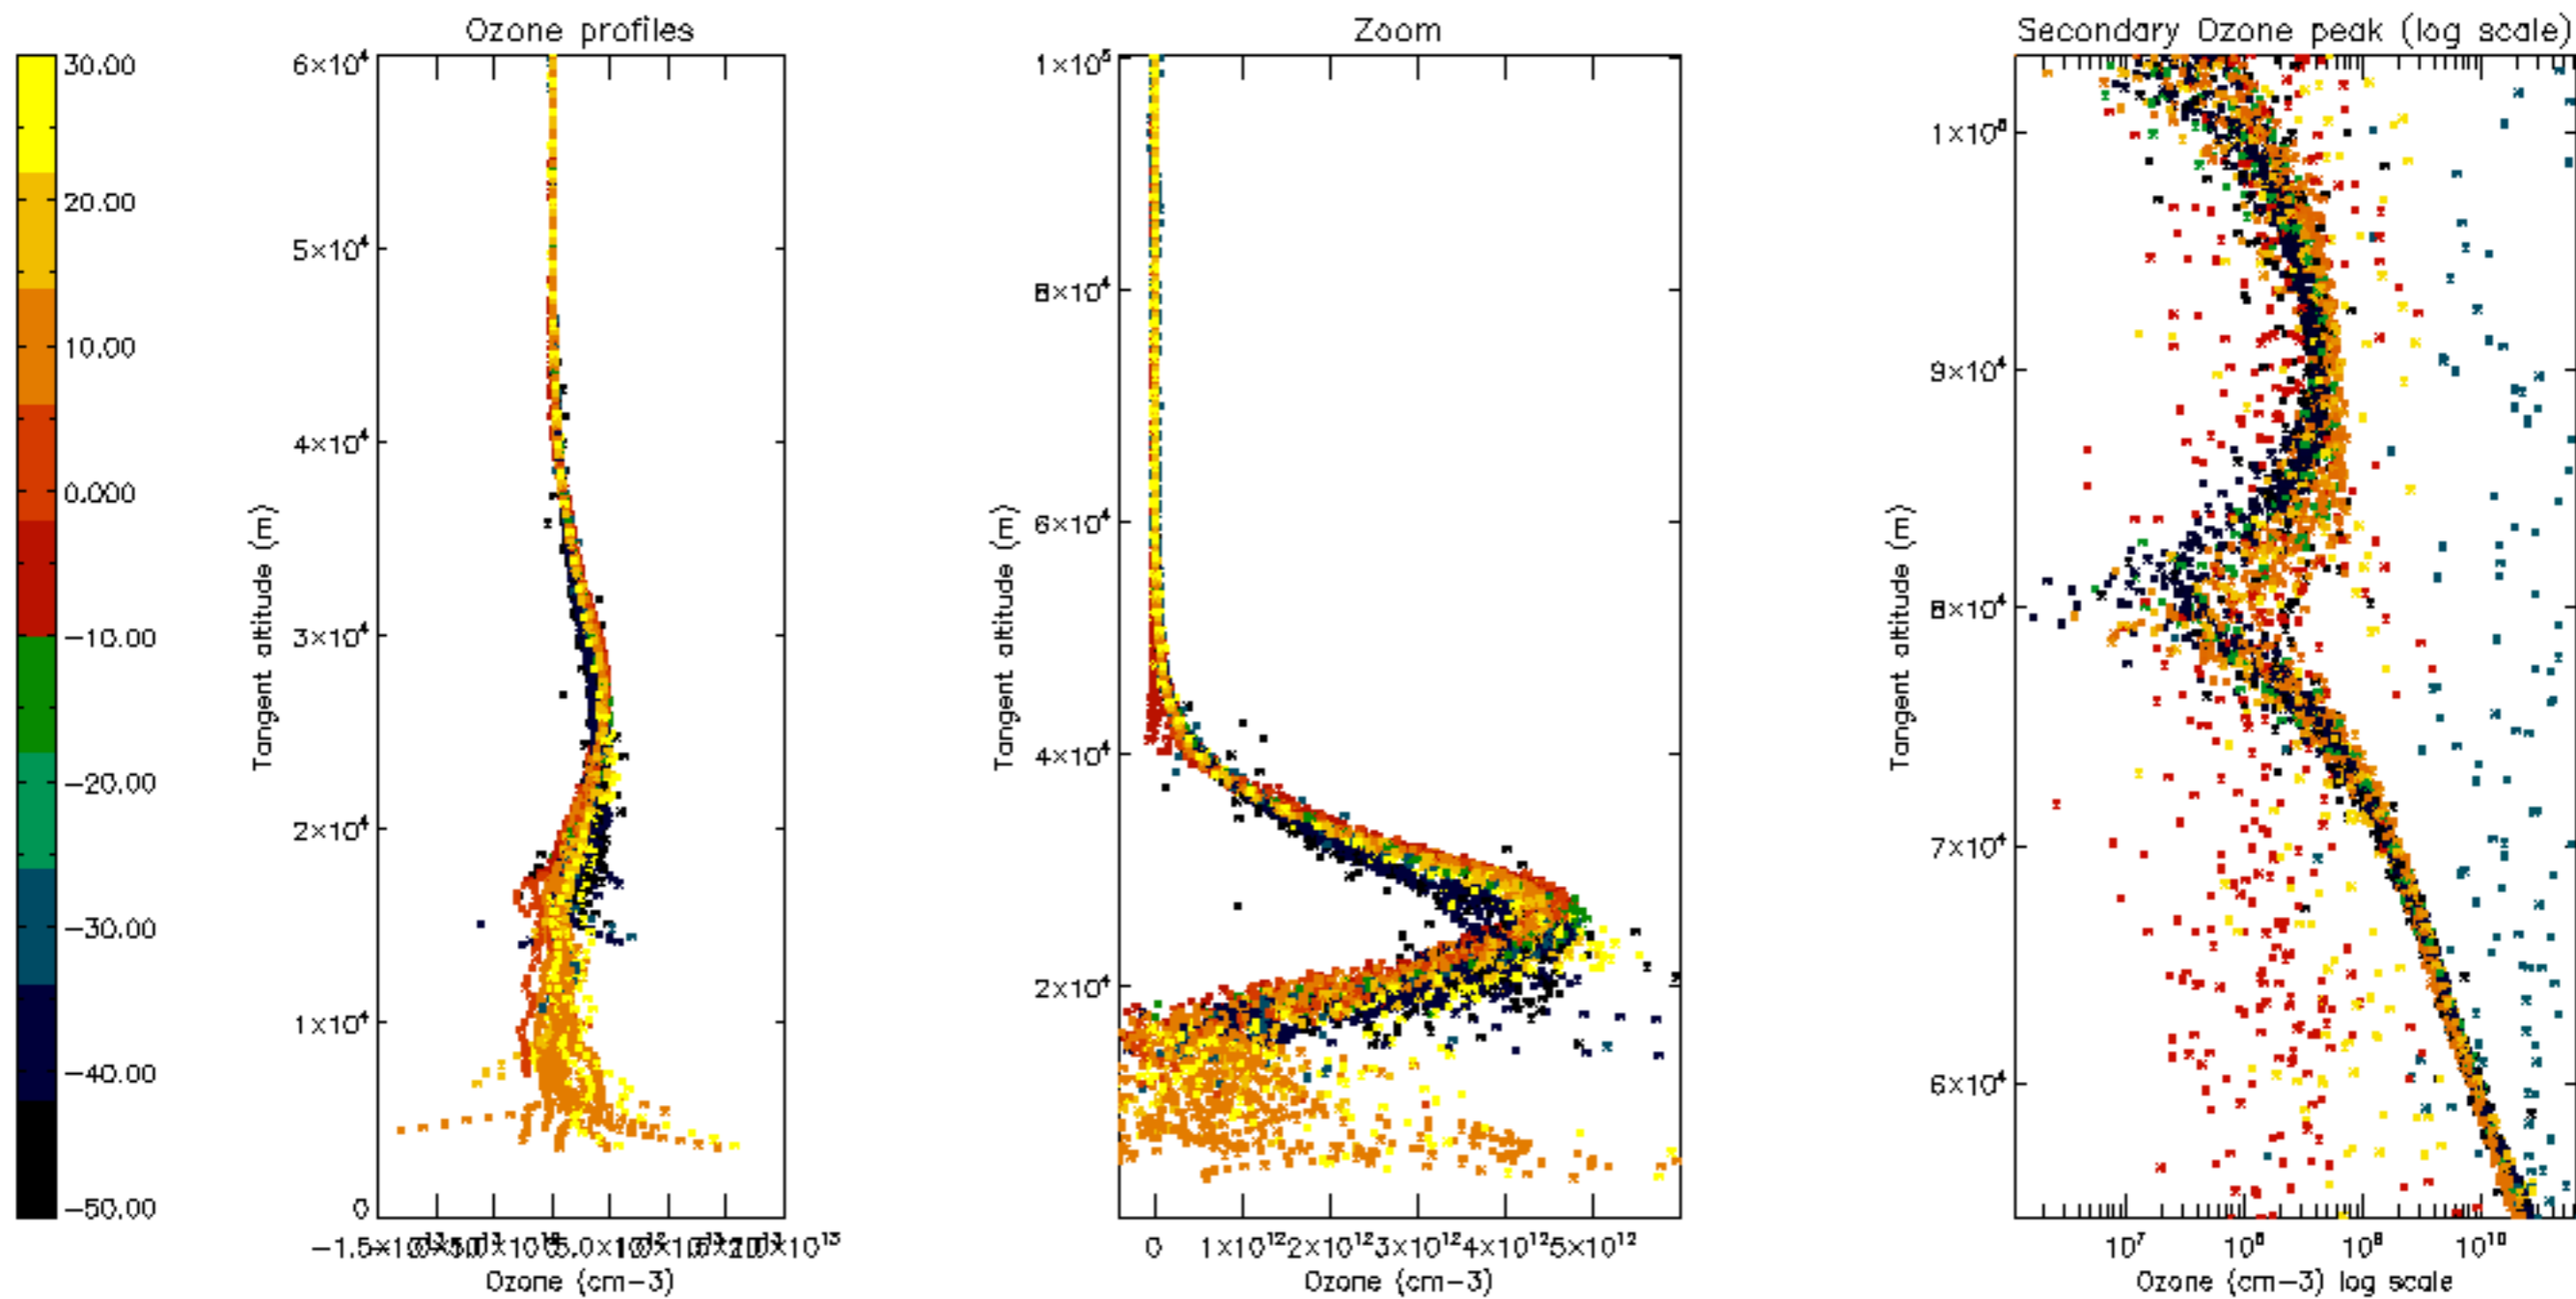 Ozone profiles
Zoom
Secondary Ozone peak (log scale)
30.00
20.00
10.00
0.000
−10.00
−20.00
−30.00
−40.00
−50.00
6×10⁴
5×10⁴
4×10⁴
3×10⁴
2×10⁴
1×10⁴
0
Tangent altitude (m)
Ozone (cm−3)
1×10⁵
8×10⁴
6×10⁴
4×10⁴
2×10⁴
Tangent altitude (m)
0 1×10¹² 2×10¹² 3×10¹² 4×10¹² 5×10¹²
Ozone (cm−3)
9×10⁴
8×10⁴
7×10⁴
6×10⁴
Tangent altitude (m)
10⁷ 10⁸ 10⁹ 10¹⁰
Ozone (cm−3) log scale